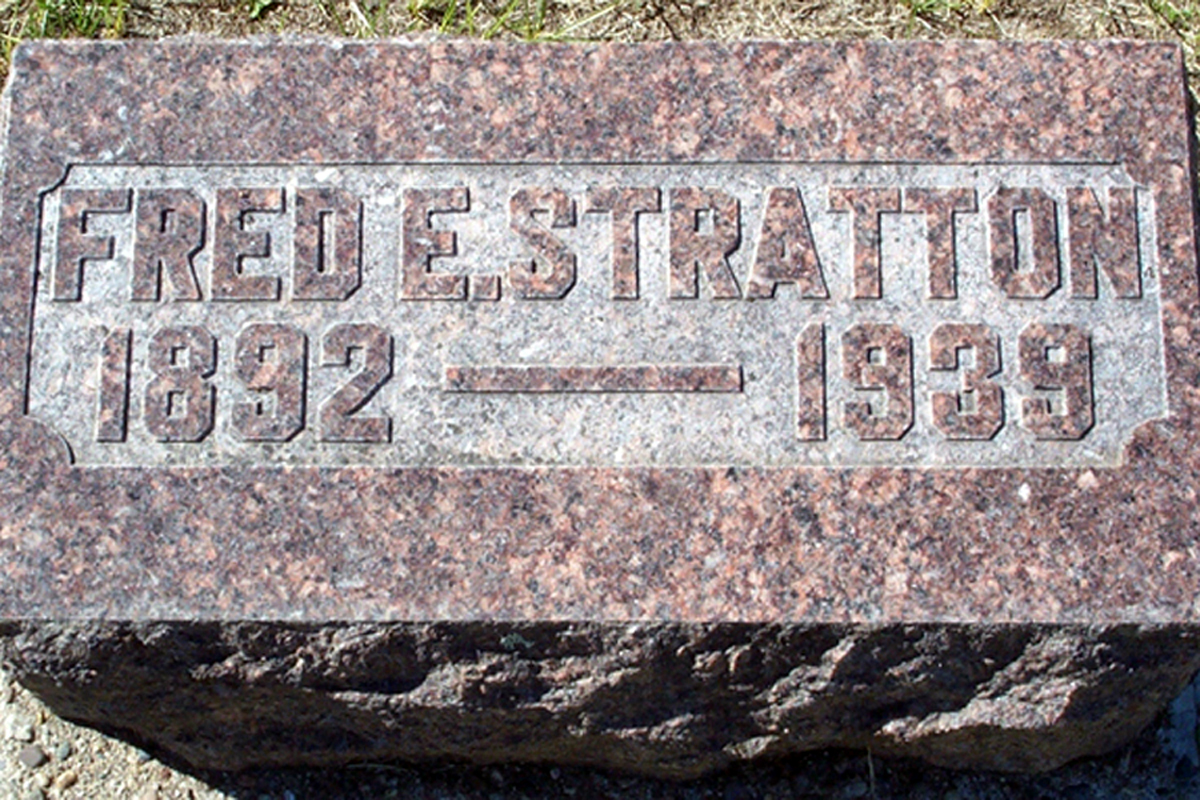 FRED E. STRATTON
1892 — 1939